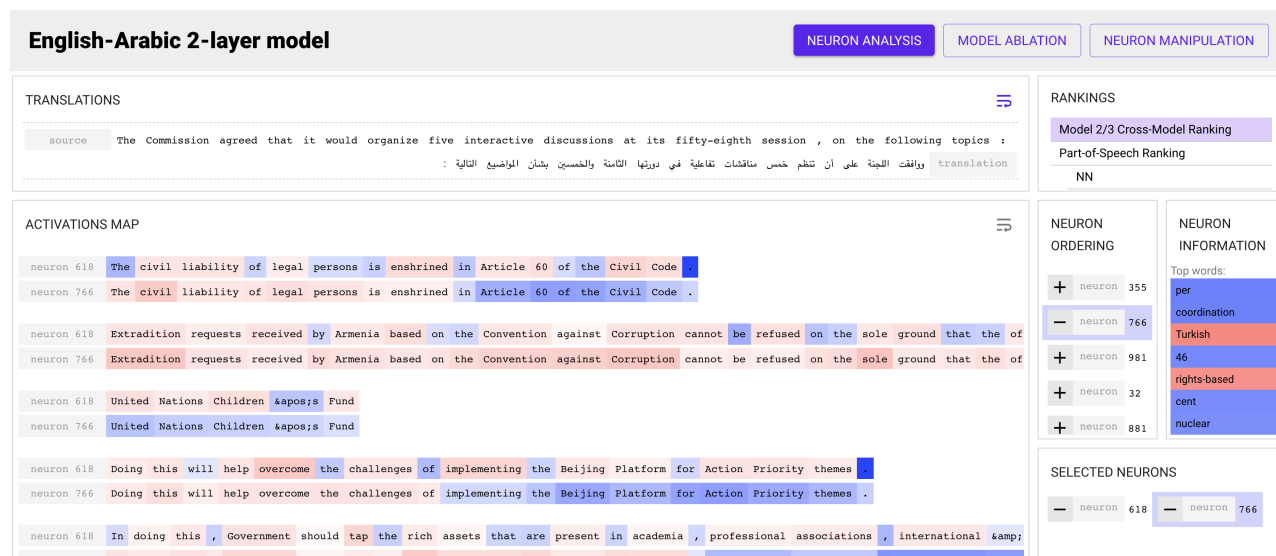 English-Arabic 2-layer model
NEURON ANALYSIS
MODEL ABLATION
NEURON MANIPULATION
TRANSLATIONS
source The Commission agreed that it would organize five interactive discussions at its fifty-eighth session , on the following topics :
translation ووافقت اللجنة على أن تنظم خمس مناقشات تفاعلية في دورتها الثامنة والخمسين بشأن المواضيع التالية :
RANKINGS
Model 2/3 Cross-Model Ranking
Part-of-Speech Ranking
NN
ACTIVATIONS MAP
neuron 618 The civil liability of legal persons is enshrined in Article 60 of the Civil Code .
neuron 766 The civil liability of legal persons is enshrined in Article 60 of the Civil Code .
neuron 618 Extradition requests received by Armenia based on the Convention against Corruption cannot be refused on the sole ground that the of
neuron 766 Extradition requests received by Armenia based on the Convention against Corruption cannot be refused on the sole ground that the of
neuron 618 United Nations Children &apos;s Fund
neuron 766 United Nations Children &apos;s Fund
neuron 618 Doing this will help overcome the challenges of implementing the Beijing Platform for Action Priority themes .
neuron 766 Doing this will help overcome the challenges of implementing the Beijing Platform for Action Priority themes .
neuron 618 In doing this , Government should tap the rich assets that are present in academia , professional associations , international &amp;
NEURON
ORDERING
+ neuron 355
− neuron 766
+ neuron 981
+ neuron 32
+ neuron 881
NEURON
INFORMATION
Top words:
per
coordination
Turkish
46
rights-based
cent
nuclear
SELECTED NEURONS
− neuron 618 − neuron 766